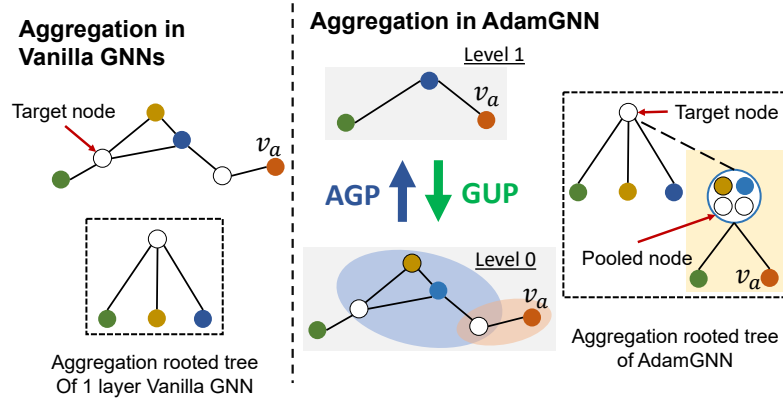 Aggregation in
Vanilla GNNs
Target node
v_a
Aggregation rooted tree
Of 1 layer Vanilla GNN
Aggregation in AdamGNN
Level 1
v_a
AGP
GUP
Level 0
v_a
Target node
Pooled node
v_a
Aggregation rooted tree
of AdamGNN